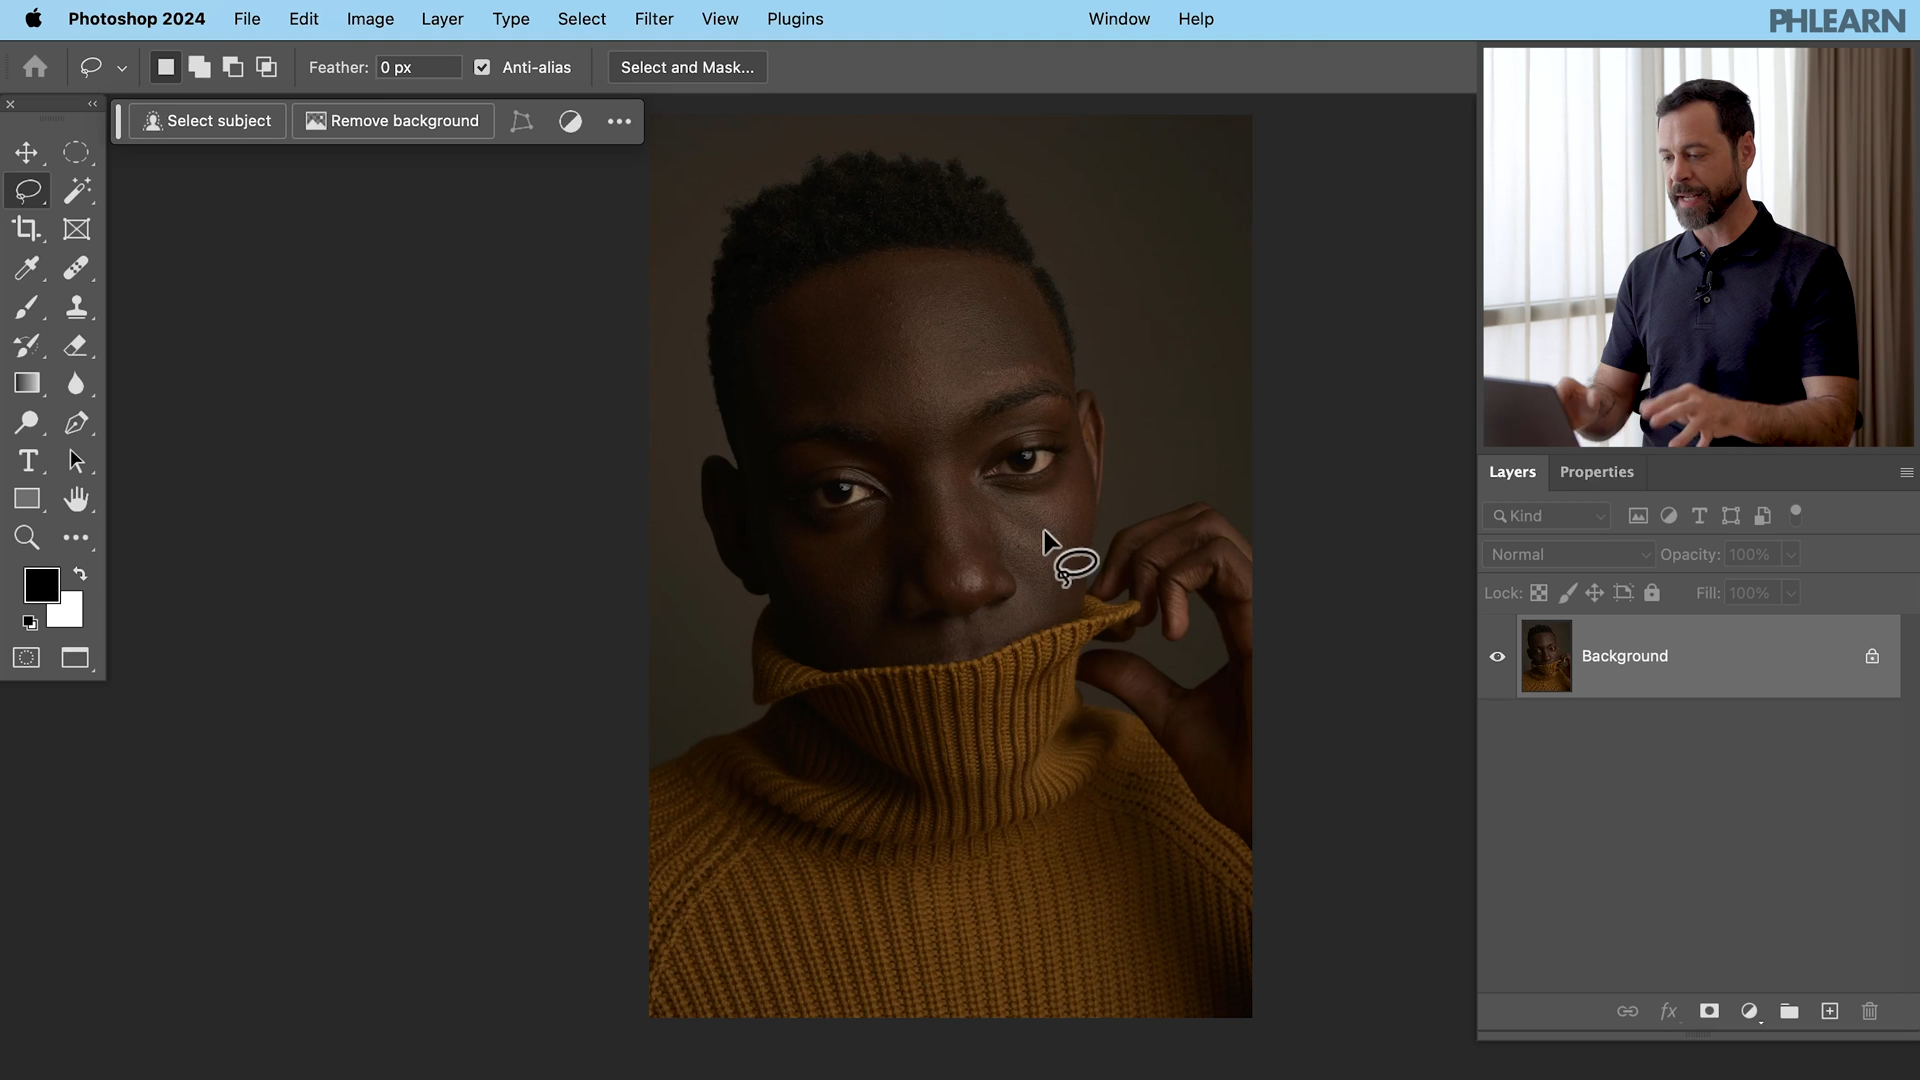 Photoshop 2024 File Edit Image Layer Type Select Filter View Plugins Window Help
PHLEARN
Feather: 0 px Anti-alias Select and Mask...
Select subject Remove background
Layers Properties
Kind
Normal Opacity: 100%
Lock: Fill: 100%
Background
fx